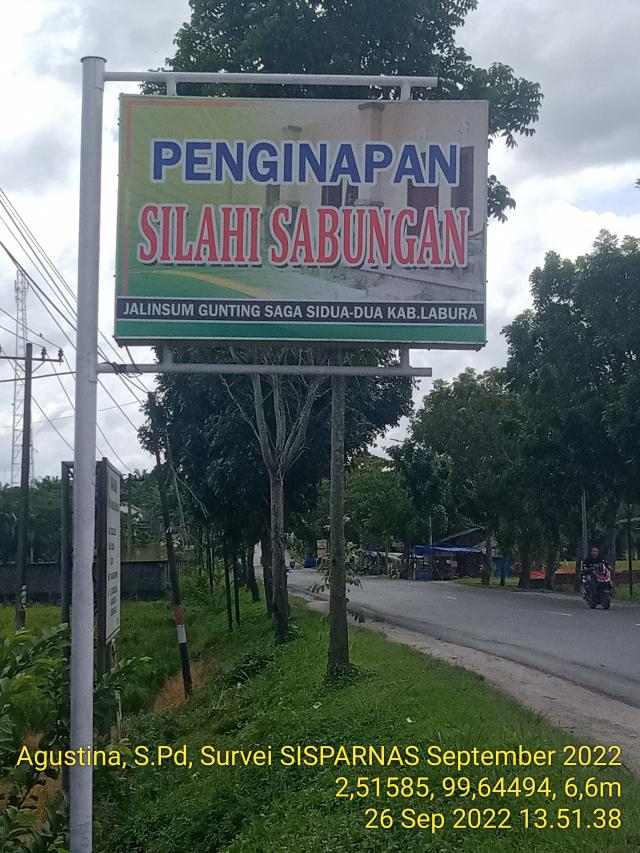 PENGINAPAN
SILAHI SABUNGAN
JALINSUM GUNTING SAGA SIDUA-DUA KAB.LABURA
Agustina, S.Pd, Survei SISPARNAS September 2022
2,51585, 99,64494, 6,6m
26 Sep 2022 13.51.38